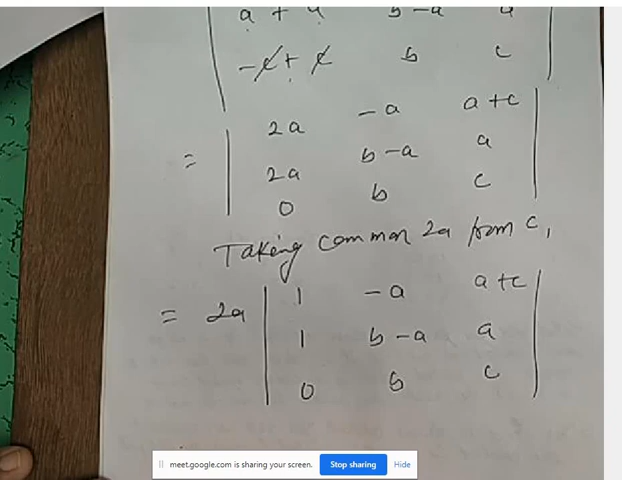 a + a b-a a
-c + c b c
2a -a a+c
= 2a b-a a
0 b c
Taking common 2a from C1
1 -a a+c
= 2a 1 b-a a
0 b c
meet.google.com is sharing your screen. Stop sharing Hide